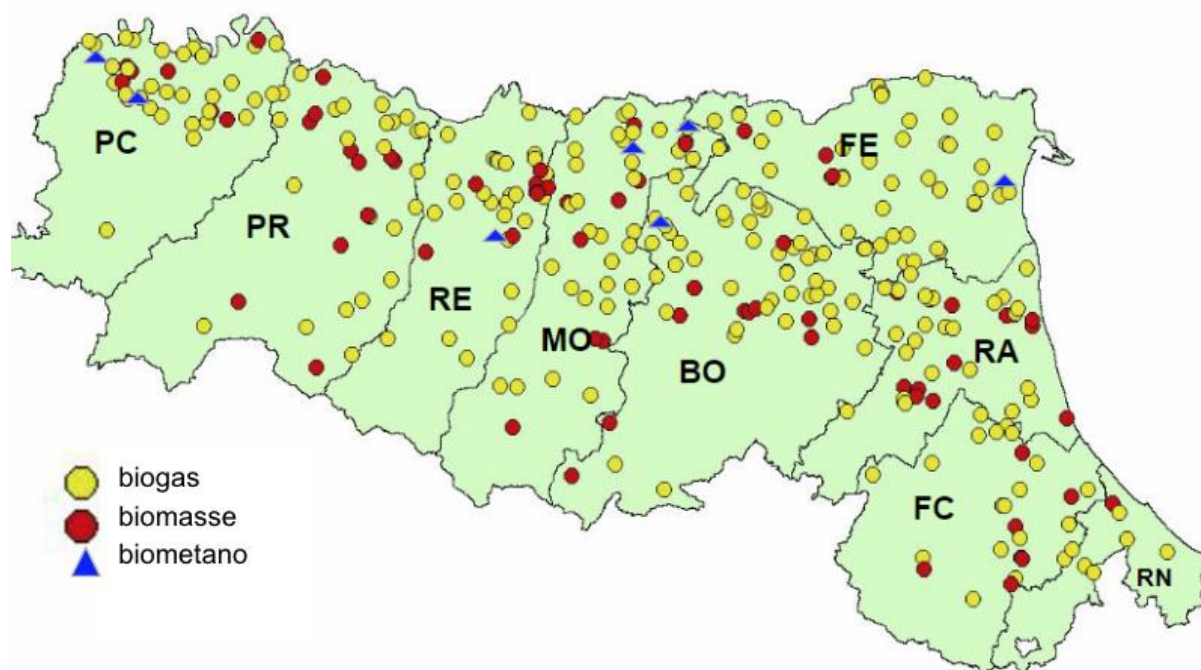 PC
FE
PR
RE
MO
RA
BO
biogas
biomasse
FC
biometano
RN